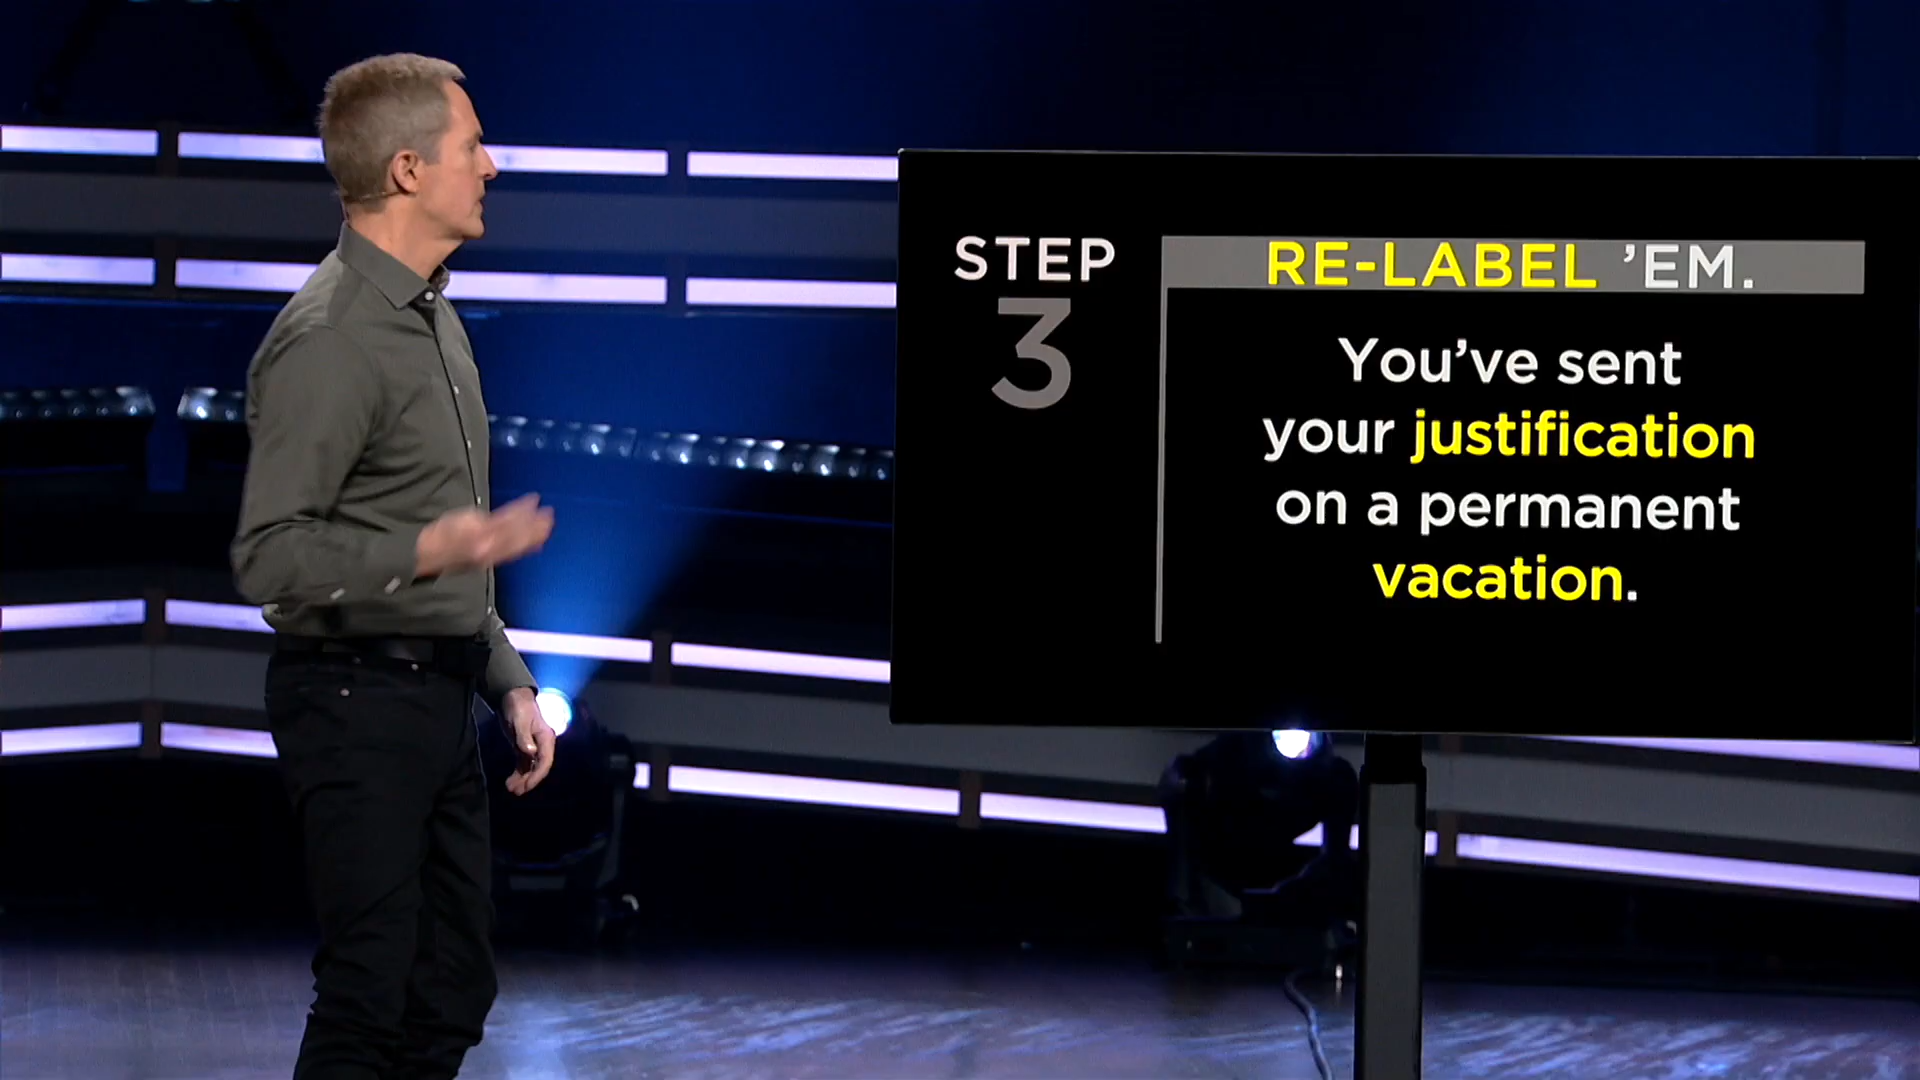 STEP
3
RE-LABEL ’EM.
You’ve sent
your justification
on a permanent
vacation.